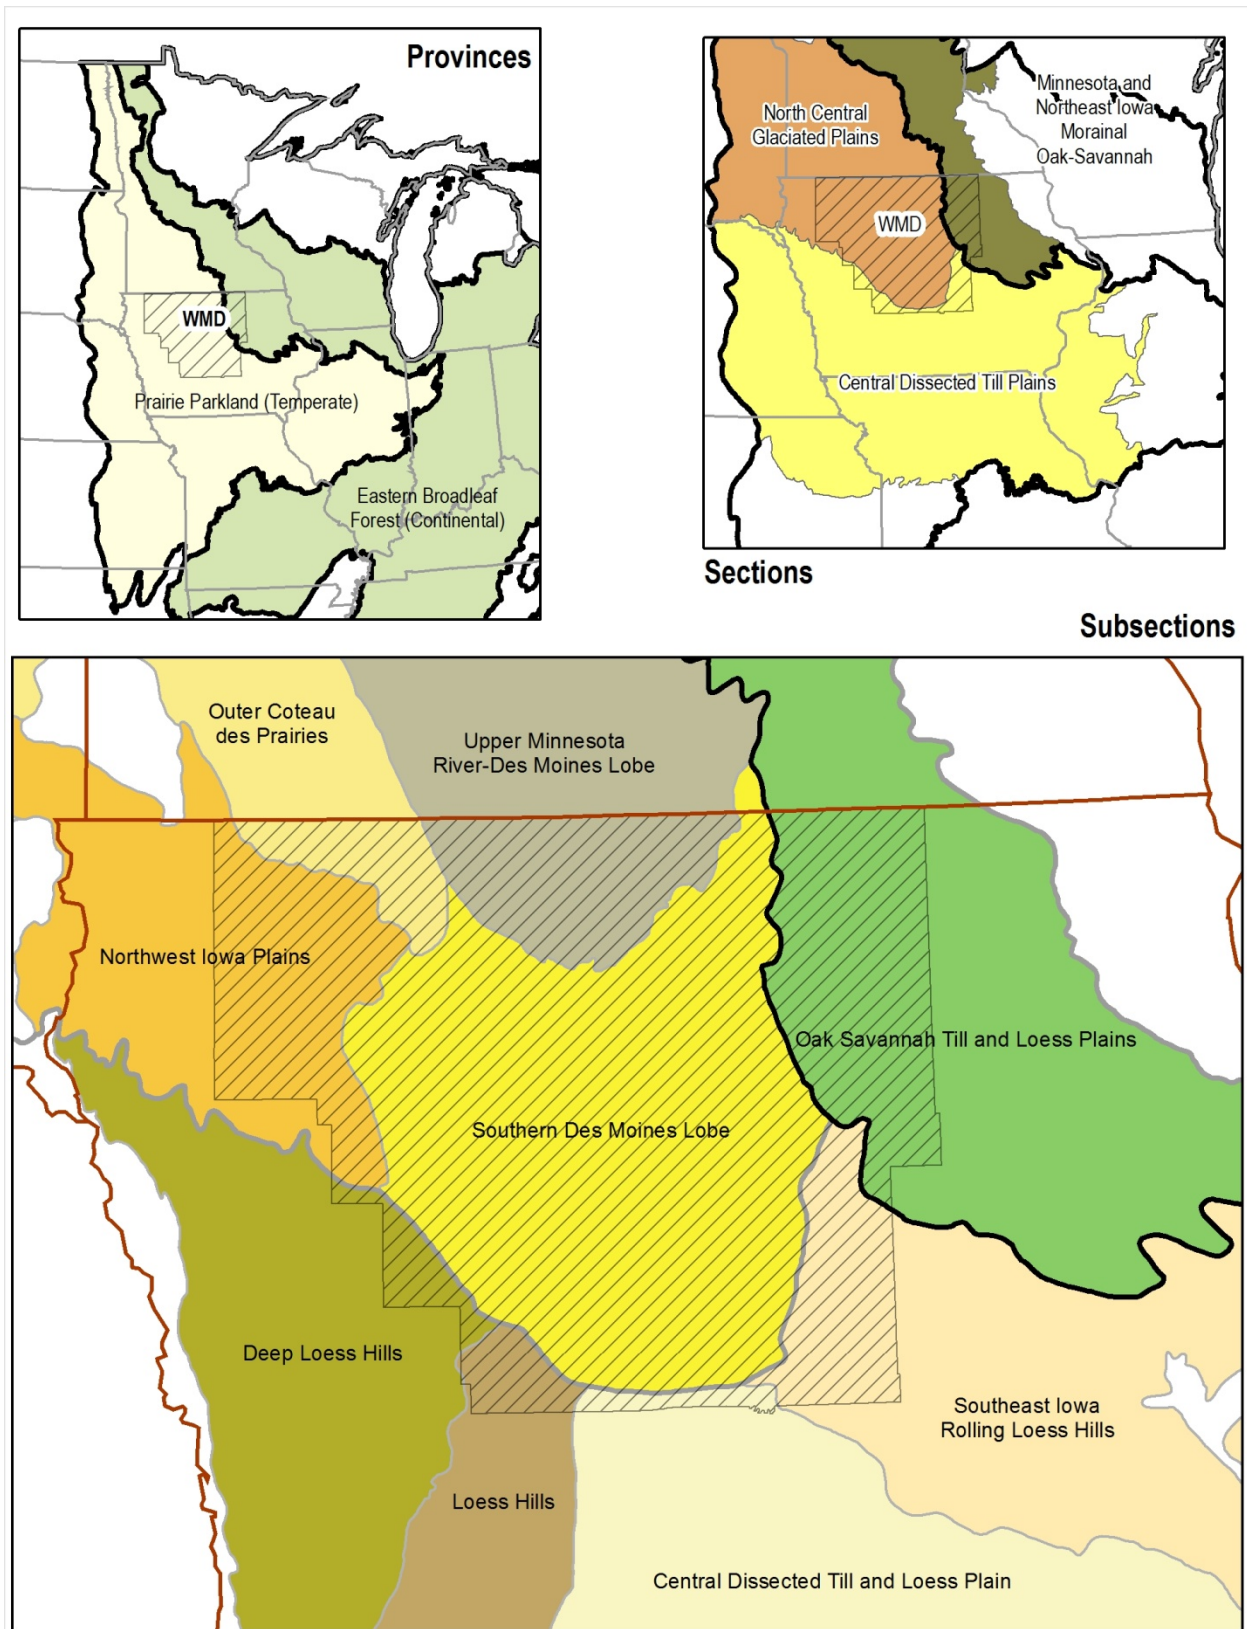 Provinces
WMD
Prairie Parkland (Temperate)
Eastern Broadleaf
Forest (Continental)
Minnesota and
Northeast Iowa
Morainal
Oak-Savannah
North Central
Glaciated Plains
WMD
Central Dissected Till Plains
Sections
Subsections
Outer Coteau
des Prairies
Upper Minnesota
River-Des Moines Lobe
Northwest Iowa Plains
Oak Savannah Till and Loess Plains
Southern Des Moines Lobe
Deep Loess Hills
Southeast Iowa
Rolling Loess Hills
Loess Hills
Central Dissected Till and Loess Plain